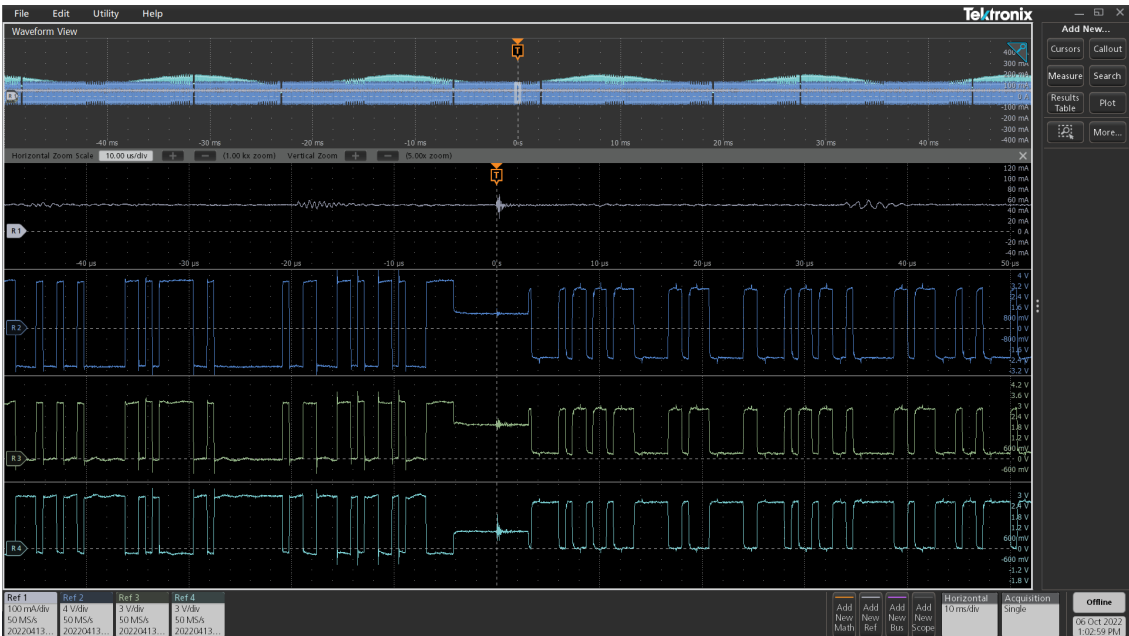 File Edit Utility Help
Tektronix
Waveform View
Add New...
Cursors Callout
Measure Search
Results Table Plot
More...
T
400 mA
300 mA
200 mA
-100 mA
-200 mA
-300 mA
-400 mA
-40 ms -30 ms -20 ms -10 ms 0 s 10 ms 20 ms 30 ms 40 ms
Horizontal Zoom Scale 10.00 us/div + − (1.00 kx zoom) Vertical Zoom + − (5.00x zoom)
T
120 mA
100 mA
80 mA
60 mA
40 mA
20 mA
R1
0 A
-20 mA
-40 mA
-40 µs -30 µs -20 µs -10 µs 0 s 10 µs 20 µs 30 µs 40 µs 50 µs
4 V
3.2 V
2.4 V
1.6 V
800 mV
R2
0 V
-800 mV
-1.6 V
-2.4 V
-3.2 V
4.2 V
3.6 V
3 V
2.4 V
1.8 V
1.2 V
600 mV
R3
0 V
-600 mV
3 V
2.4 V
1.8 V
1.2 V
600 mV
R4
0 V
-600 mV
-1.2 V
-1.8 V
Ref 1
100 mA/div
50 MS/s
20220413...
Ref 2
4 V/div
50 MS/s
20220413...
Ref 3
3 V/div
50 MS/s
20220413...
Ref 4
3 V/div
50 MS/s
20220413...
Add New Math
Add New Ref
Add New Bus
Add New Scope
Horizontal
10 ms/div
Acquisition
Single
Offline
06 Oct 2022
1:02:59 PM